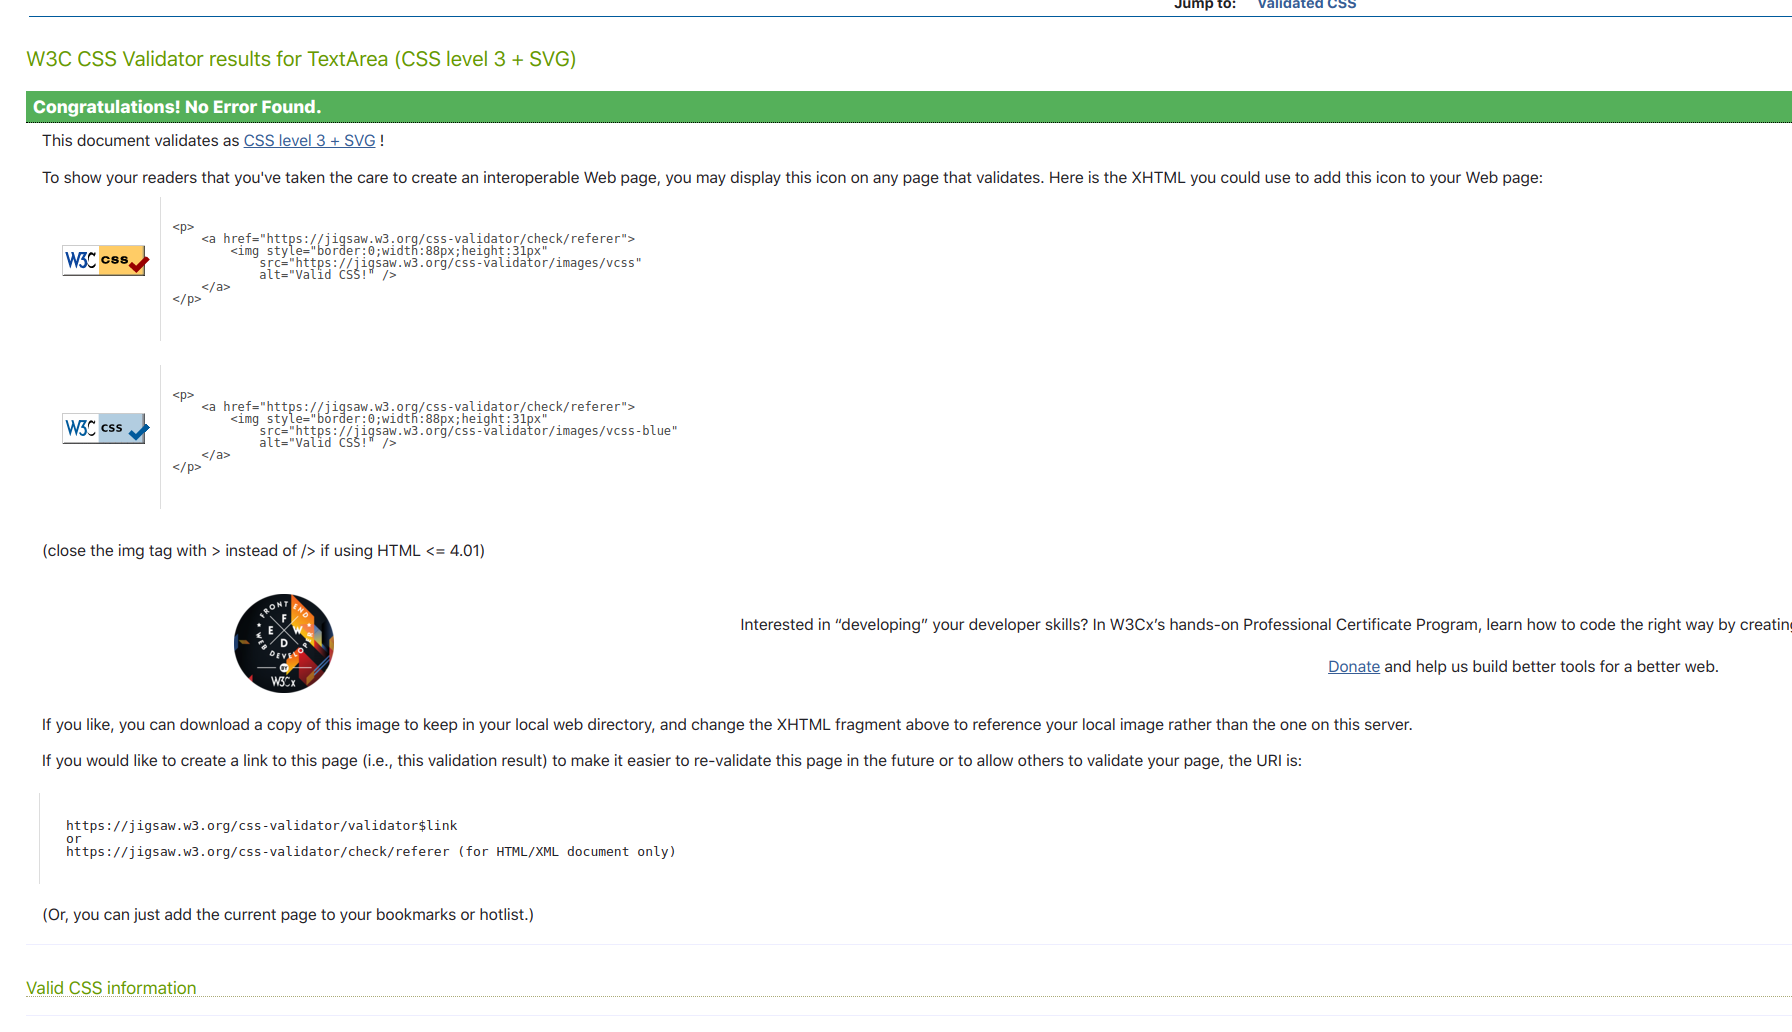 Jump to: Validated CSS
W3C CSS Validator results for TextArea (CSS level 3 + SVG)
Congratulations! No Error Found.
This document validates as CSS level 3 + SVG !
To show your readers that you've taken the care to create an interoperable Web page, you may display this icon on any page that validates. Here is the XHTML you could use to add this icon to your Web page:
W3C css
<p>
    <a href="https://jigsaw.w3.org/css-validator/check/referer">
        <img style="border:0;width:88px;height:31px"
            src="https://jigsaw.w3.org/css-validator/images/vcss"
            alt="Valid CSS!" />
    </a>
</p>
W3C css
<p>
    <a href="https://jigsaw.w3.org/css-validator/check/referer">
        <img style="border:0;width:88px;height:31px"
            src="https://jigsaw.w3.org/css-validator/images/vcss-blue"
            alt="Valid CSS!" />
    </a>
</p>
(close the img tag with > instead of /> if using HTML <= 4.01)
FRONT END
F
E W
D
WEB DEVELOPER
BY
W3Cx
Interested in “developing” your developer skills? In W3Cx’s hands-on Professional Certificate Program, learn how to code the right way by creating
Donate and help us build better tools for a better web.
If you like, you can download a copy of this image to keep in your local web directory, and change the XHTML fragment above to reference your local image rather than the one on this server.
If you would like to create a link to this page (i.e., this validation result) to make it easier to re-validate this page in the future or to allow others to validate your page, the URI is:
https://jigsaw.w3.org/css-validator/validator$link
or
https://jigsaw.w3.org/css-validator/check/referer (for HTML/XML document only)
(Or, you can just add the current page to your bookmarks or hotlist.)
Valid CSS information